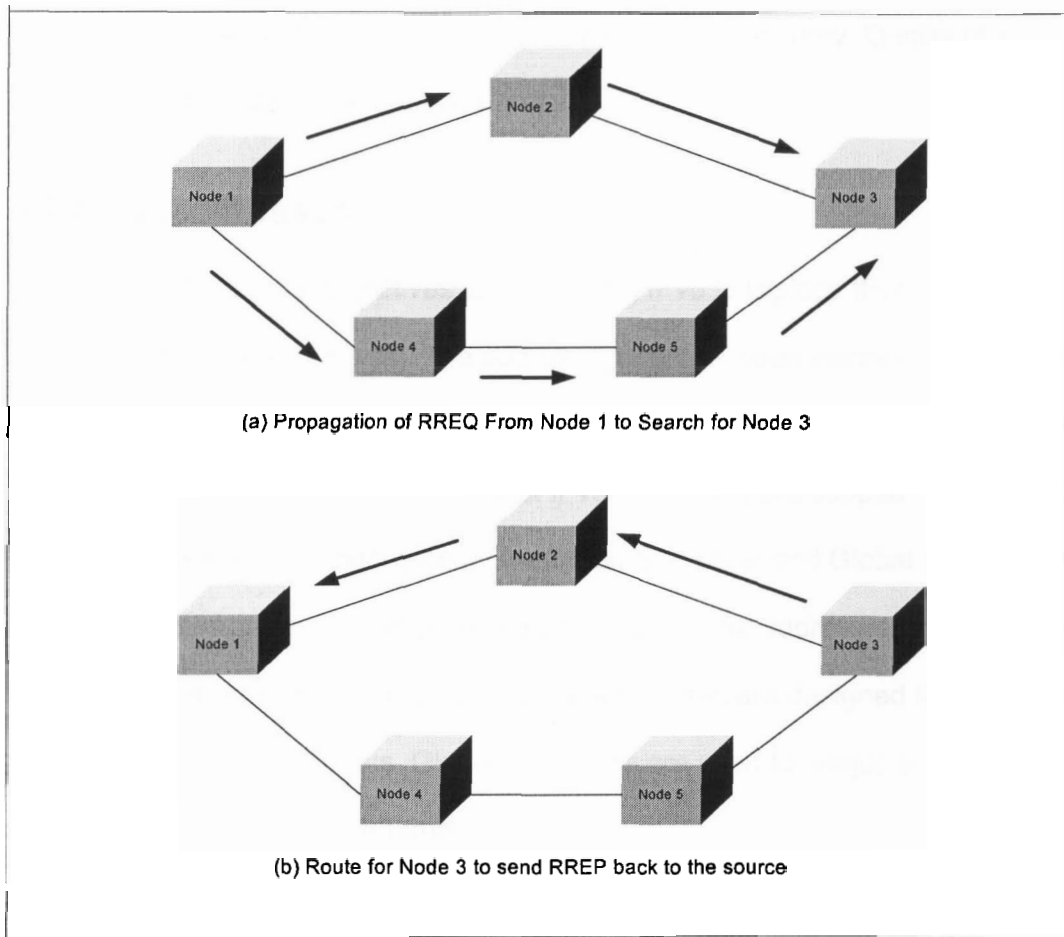 Node 2
Node 1
Node 3
Node 4
Node 5
(a) Propagation of RREQ From Node 1 to Search for Node 3
Node 2
Node 1
Node 3
Node 4
Node 5
(b) Route for Node 3 to send RREP back to the source